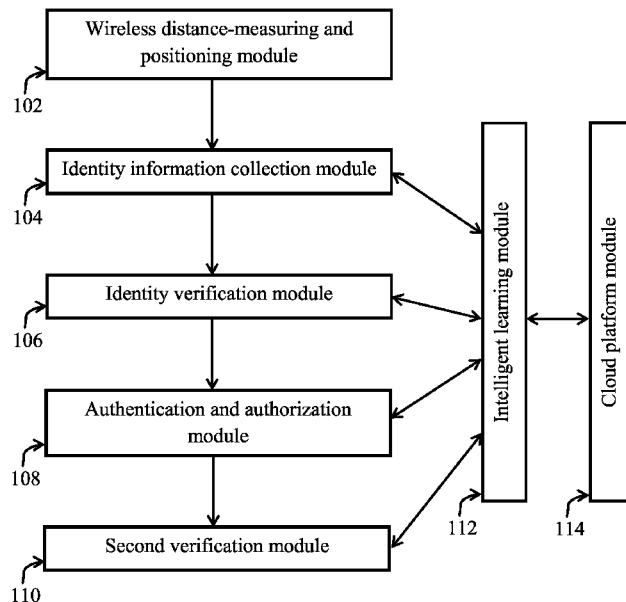 Wireless distance-measuring and
positioning module
102
Identity information collection module
104
Identity verification module
106
Authentication and authorization
module
108
Second verification module
110
Intelligent learning module
112
Cloud platform module
114